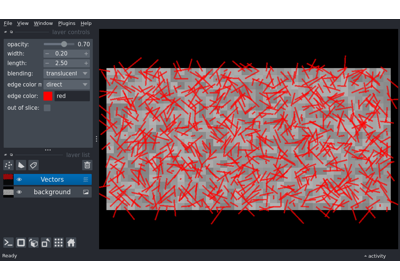 File View Window Plugins Help
layer controls
opacity: 0.70
width: 0.20
length: 2.50
blending: translucent
edge color m direct
edge color: red
out of slice:
layer list
Vectors
background
Ready
activity